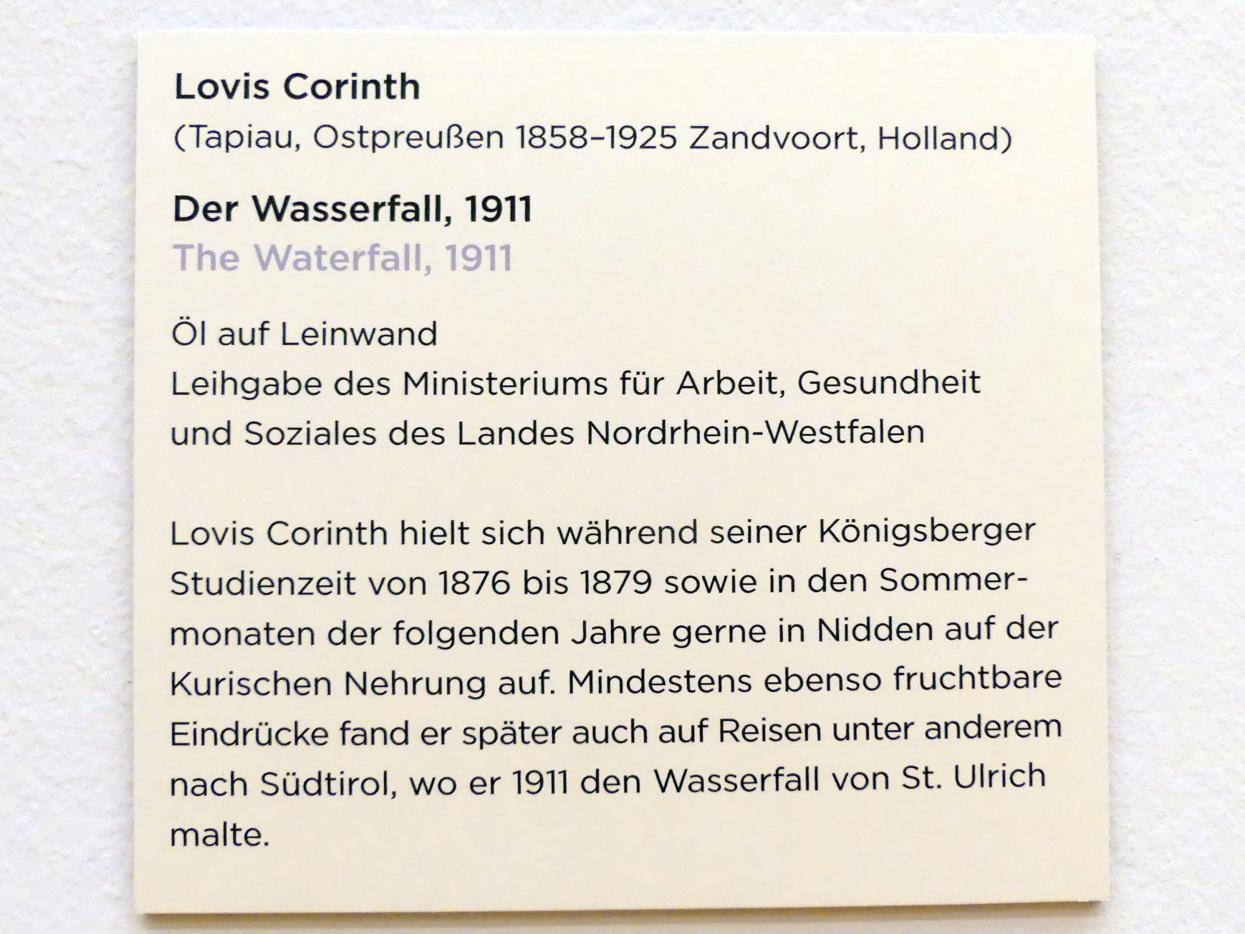 Lovis Corinth
(Tapiau, Ostpreußen 1858–1925 Zandvoort, Holland)
Der Wasserfall, 1911
The Waterfall, 1911
Öl auf Leinwand
Leihgabe des Ministeriums für Arbeit, Gesundheit
und Soziales des Landes Nordrhein-Westfalen
Lovis Corinth hielt sich während seiner Königsberger
Studienzeit von 1876 bis 1879 sowie in den Sommer-
monaten der folgenden Jahre gerne in Nidden auf der
Kurischen Nehrung auf. Mindestens ebenso fruchtbare
Eindrücke fand er später auch auf Reisen unter anderem
nach Südtirol, wo er 1911 den Wasserfall von St. Ulrich
malte.